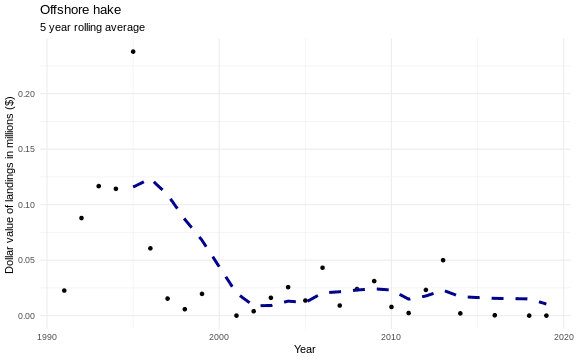 Offshore hake
5 year rolling average
Dollar value of landings in millions ($)
0.20
0.15
0.10
0.05
0.00
1990
2000
2010
2020
Year